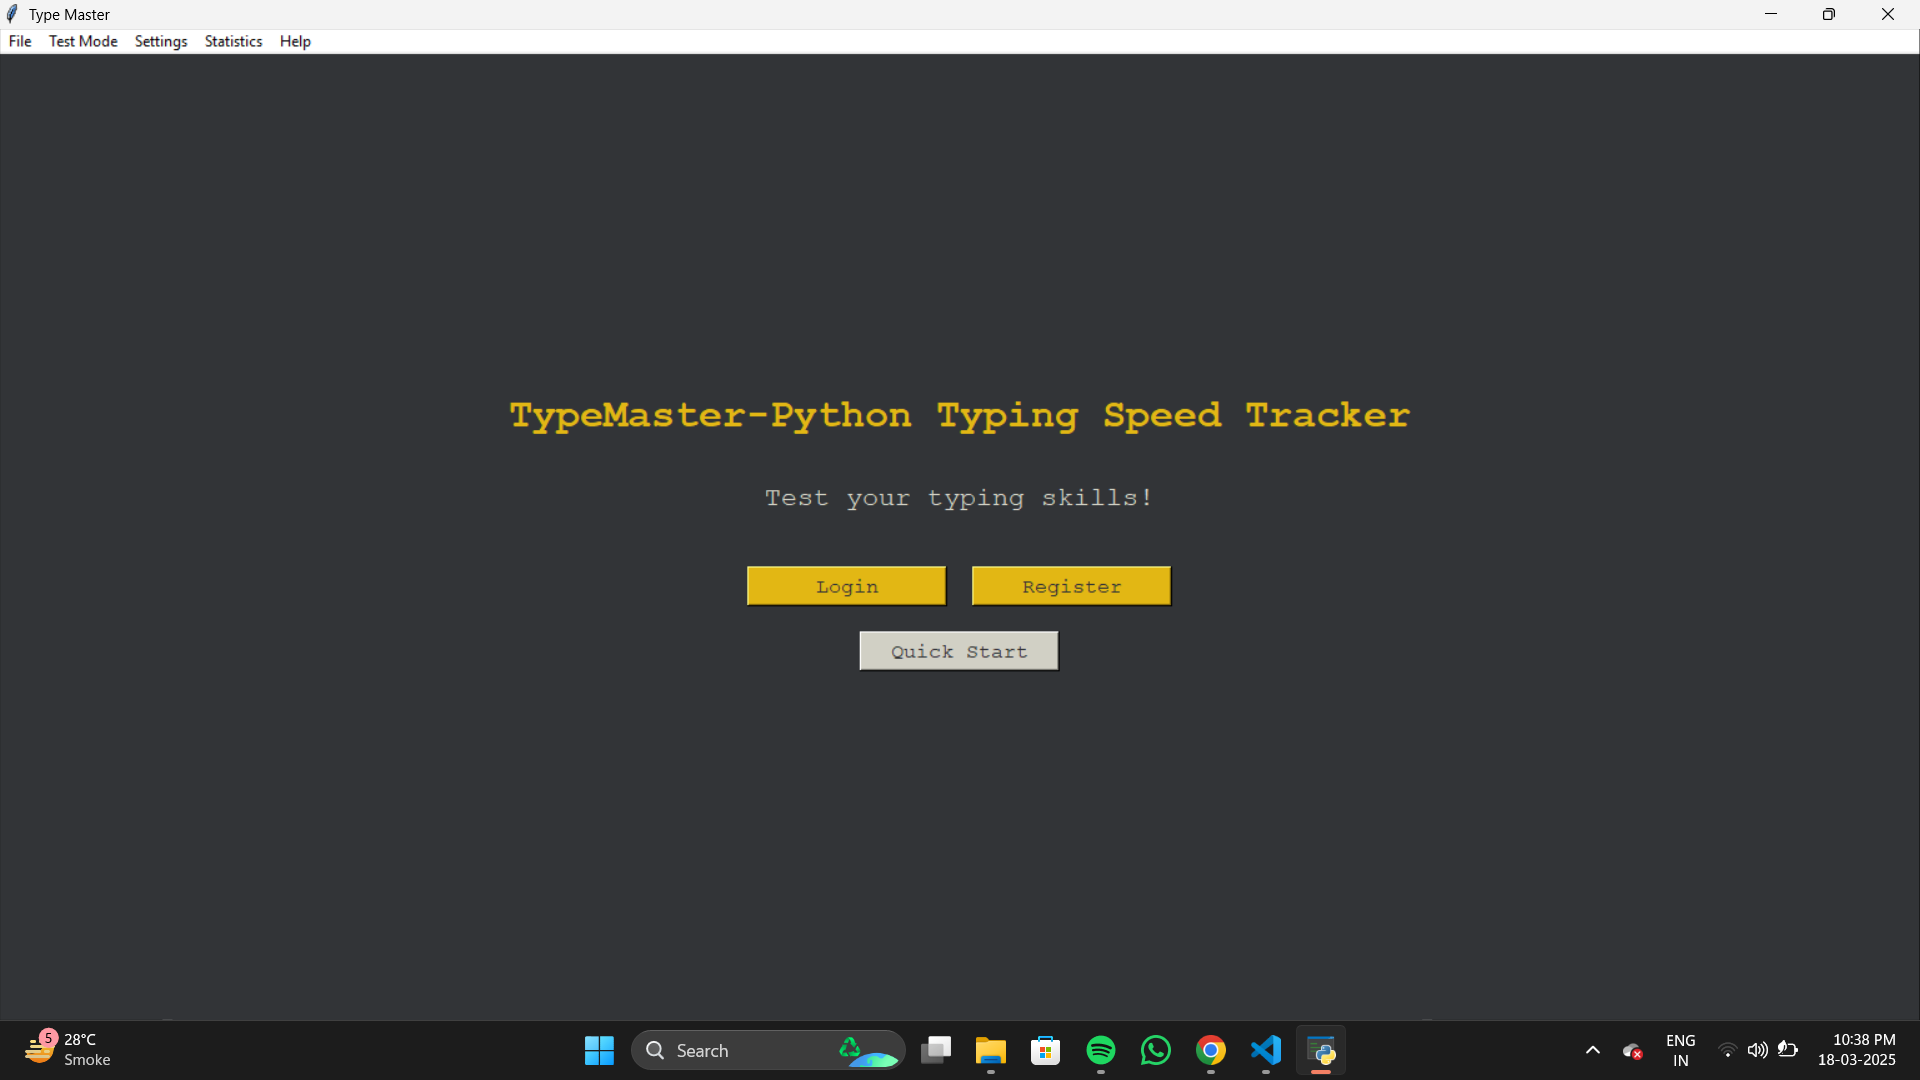 Type Master
File Test Mode Settings Statistics Help
TypeMaster-Python Typing Speed Tracker
Test your typing skills!
Login Register
Quick Start
5 28°C
Smoke
Search
ENG
IN
10:38 PM
18-03-2025